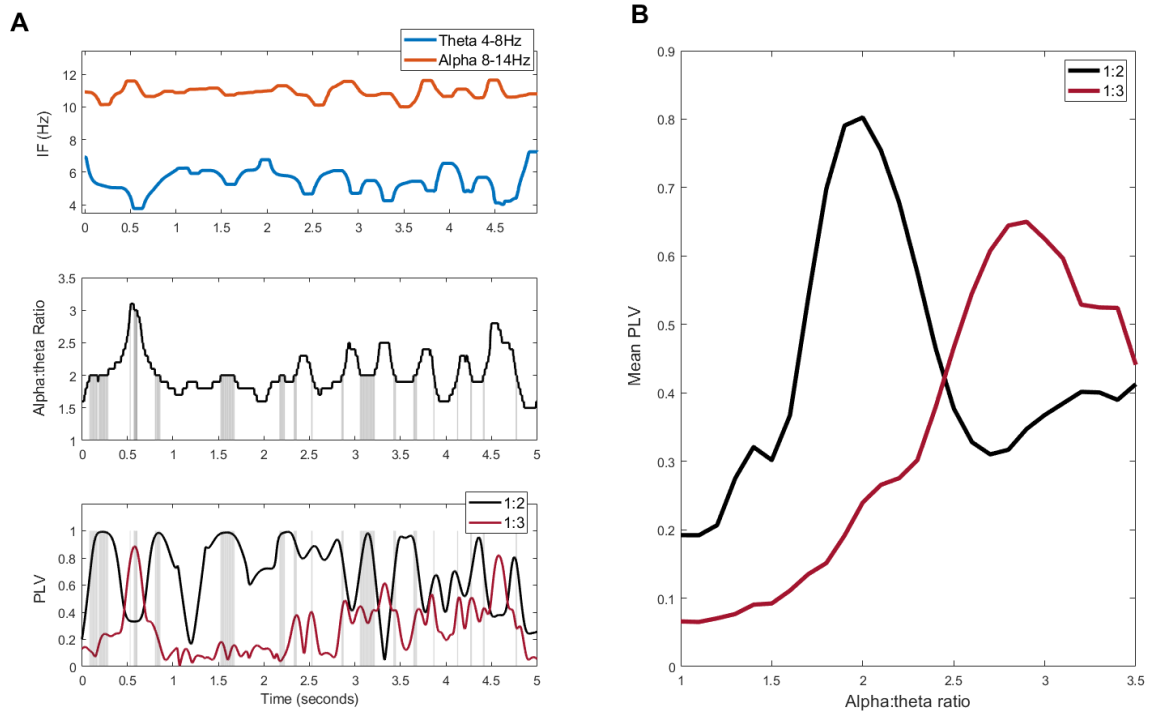 A
Theta 4-8Hz
Alpha 8-14Hz
IF (Hz)
12
10
8
6
4
0 0.5 1 1.5 2 2.5 3 3.5 4 4.5
Alpha:theta Ratio
3.5
3
2.5
2
1.5
1
0 0.5 1 1.5 2 2.5 3 3.5 4 4.5 5
1:2
1:3
PLV
1
0.8
0.6
0.4
0.2
0
0 0.5 1 1.5 2 2.5 3 3.5 4 4.5 5
Time (seconds)
B
1:2
1:3
Mean PLV
0.9
0.8
0.7
0.6
0.5
0.4
0.3
0.2
0.1
0
1 1.5 2 2.5 3 3.5
Alpha:theta ratio